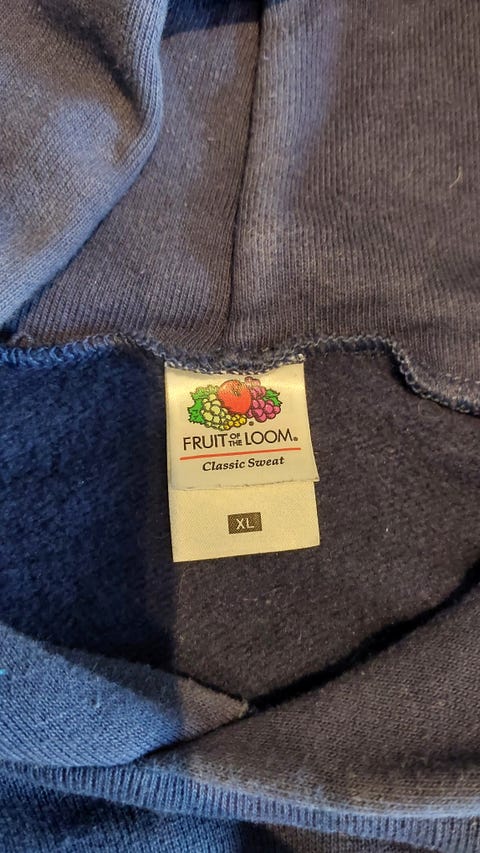 FRUIT OF THE LOOM®
Classic Sweat
XL